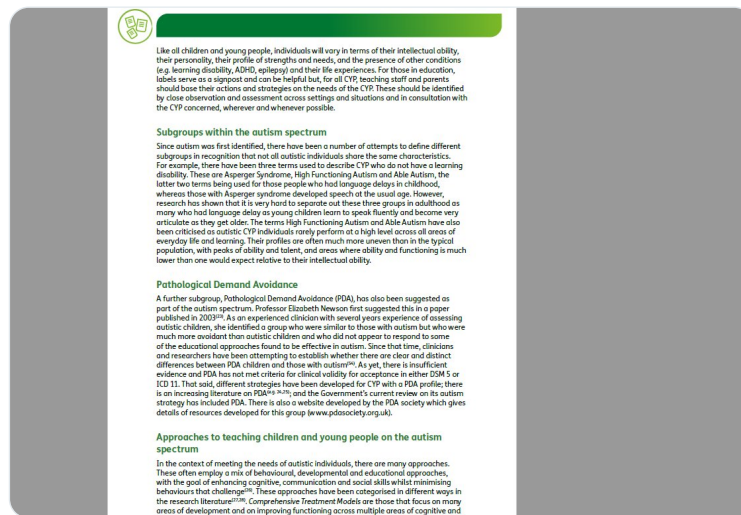 Like all children and young people, individuals will vary in terms of their intellectual ability,
their personality, their profile of strengths and needs, and the presence of other conditions
(e.g. learning disability, ADHD, epilepsy) and their life experiences. For those in education,
labels serve as a signpost and can be helpful but, for all CYP, teaching staff and parents
should base their actions and strategies on the needs of the CYP. These should be identified
by close observation and assessment across settings and situations and in consultation with
the CYP concerned, wherever and whenever possible.
Subgroups within the autism spectrum
Since autism was first identified, there have been a number of attempts to define different
subgroups in recognition that not all autistic individuals share the same characteristics.
For example, there have been three terms used to describe CYP who do not have a learning
disability. These are Asperger Syndrome, High Functioning Autism and Able Autism, the
latter two terms being used for those people who had language delays in childhood,
whereas those with Asperger syndrome developed speech at the usual age. However,
research has shown that it is very hard to separate out these three groups in adulthood as
many who had language delay as young children learn to speak fluently and become very
articulate as they get older. The terms High Functioning Autism and Able Autism have also
been criticised as autistic CYP individuals rarely perform at a high level across all areas of
everyday life and learning. Their profiles are often much more uneven than in the typical
population, with peaks of ability and talent, and areas where ability and functioning is much
lower than one would expect relative to their intellectual ability.
Pathological Demand Avoidance
A further subgroup, Pathological Demand Avoidance (PDA), has also been suggested as
part of the autism spectrum. Professor Elizabeth Newson first suggested this in a paper
published in 2003(23). As an experienced clinician with several years experience of assessing
autistic children, she identified a group who were similar to those with autism but who were
much more avoidant than autistic children and who did not appear to respond to some
of the educational approaches found to be effective in autism. Since that time, clinicians
and researchers have been attempting to establish whether there are clear and distinct
differences between PDA children and those with autism(24). As yet, there is insufficient
evidence and PDA has not met criteria for clinical validity for acceptance in either DSM 5 or
ICD 11. That said, different strategies have been developed for CYP with a PDA profile; there
is an increasing literature on PDA(e.g. 24,25); and the Government's current review on its autism
strategy has included PDA. There is also a website developed by the PDA society which gives
details of resources developed for this group (www.pdasociety.org.uk).
Approaches to teaching children and young people on the autism
spectrum
In the context of meeting the needs of autistic individuals, there are many approaches.
These often employ a mix of behavioural, developmental and educational approaches,
with the goal of enhancing cognitive, communication and social skills whilst minimising
behaviours that challenge(26). These approaches have been categorised in different ways in
the research literature(27,28). Comprehensive Treatment Models are those that focus on many
areas of development and on improving functioning across multiple areas of cognitive and